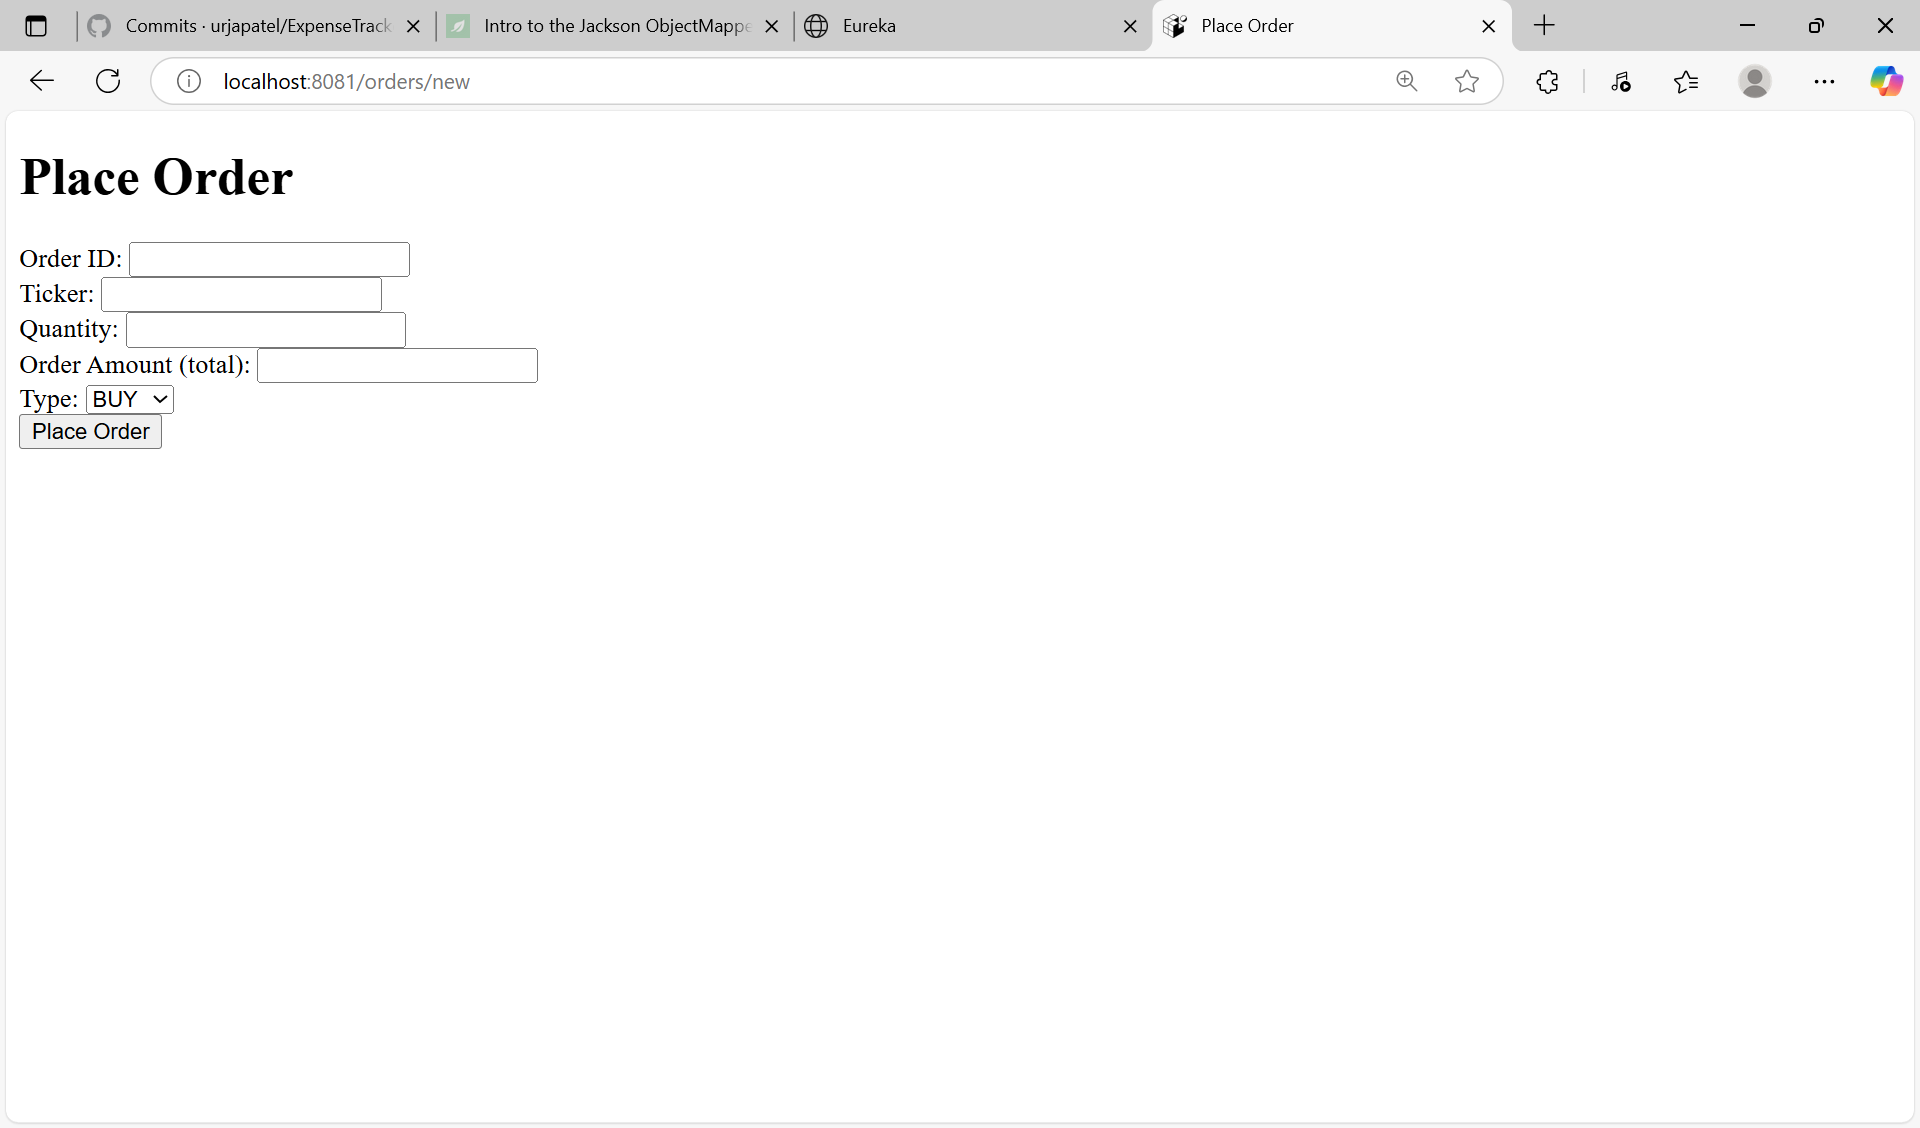 Commits · urjapatel/ExpenseTrack
Intro to the Jackson ObjectMappe
Eureka
Place Order
localhost:8081/orders/new
Place Order
Order ID:
Ticker:
Quantity:
Order Amount (total):
Type: BUY
Place Order